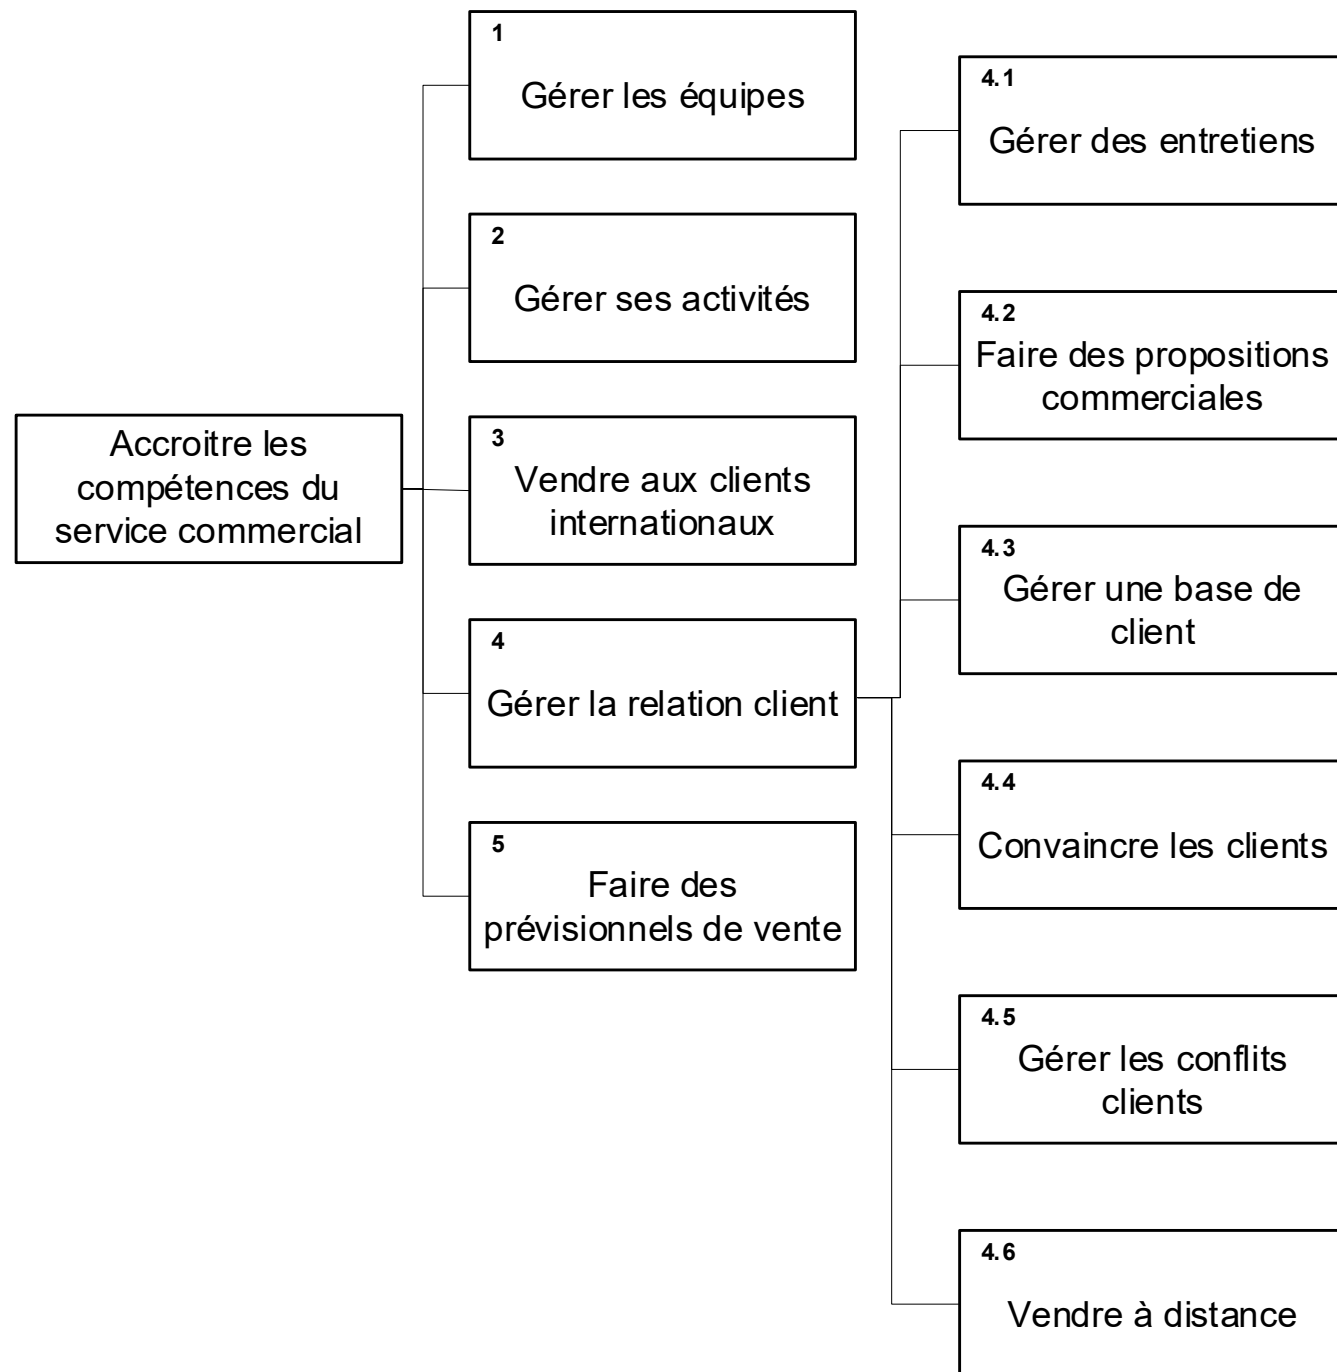 Accroitre les
compétences du
service commercial
1
Gérer les équipes
2
Gérer ses activités
3
Vendre aux clients
internationaux
4
Gérer la relation client
5
Faire des
prévisionnels de vente
4.1
Gérer des entretiens
4.2
Faire des propositions
commerciales
4.3
Gérer une base de
client
4.4
Convaincre les clients
4.5
Gérer les conflits
clients
4.6
Vendre à distance